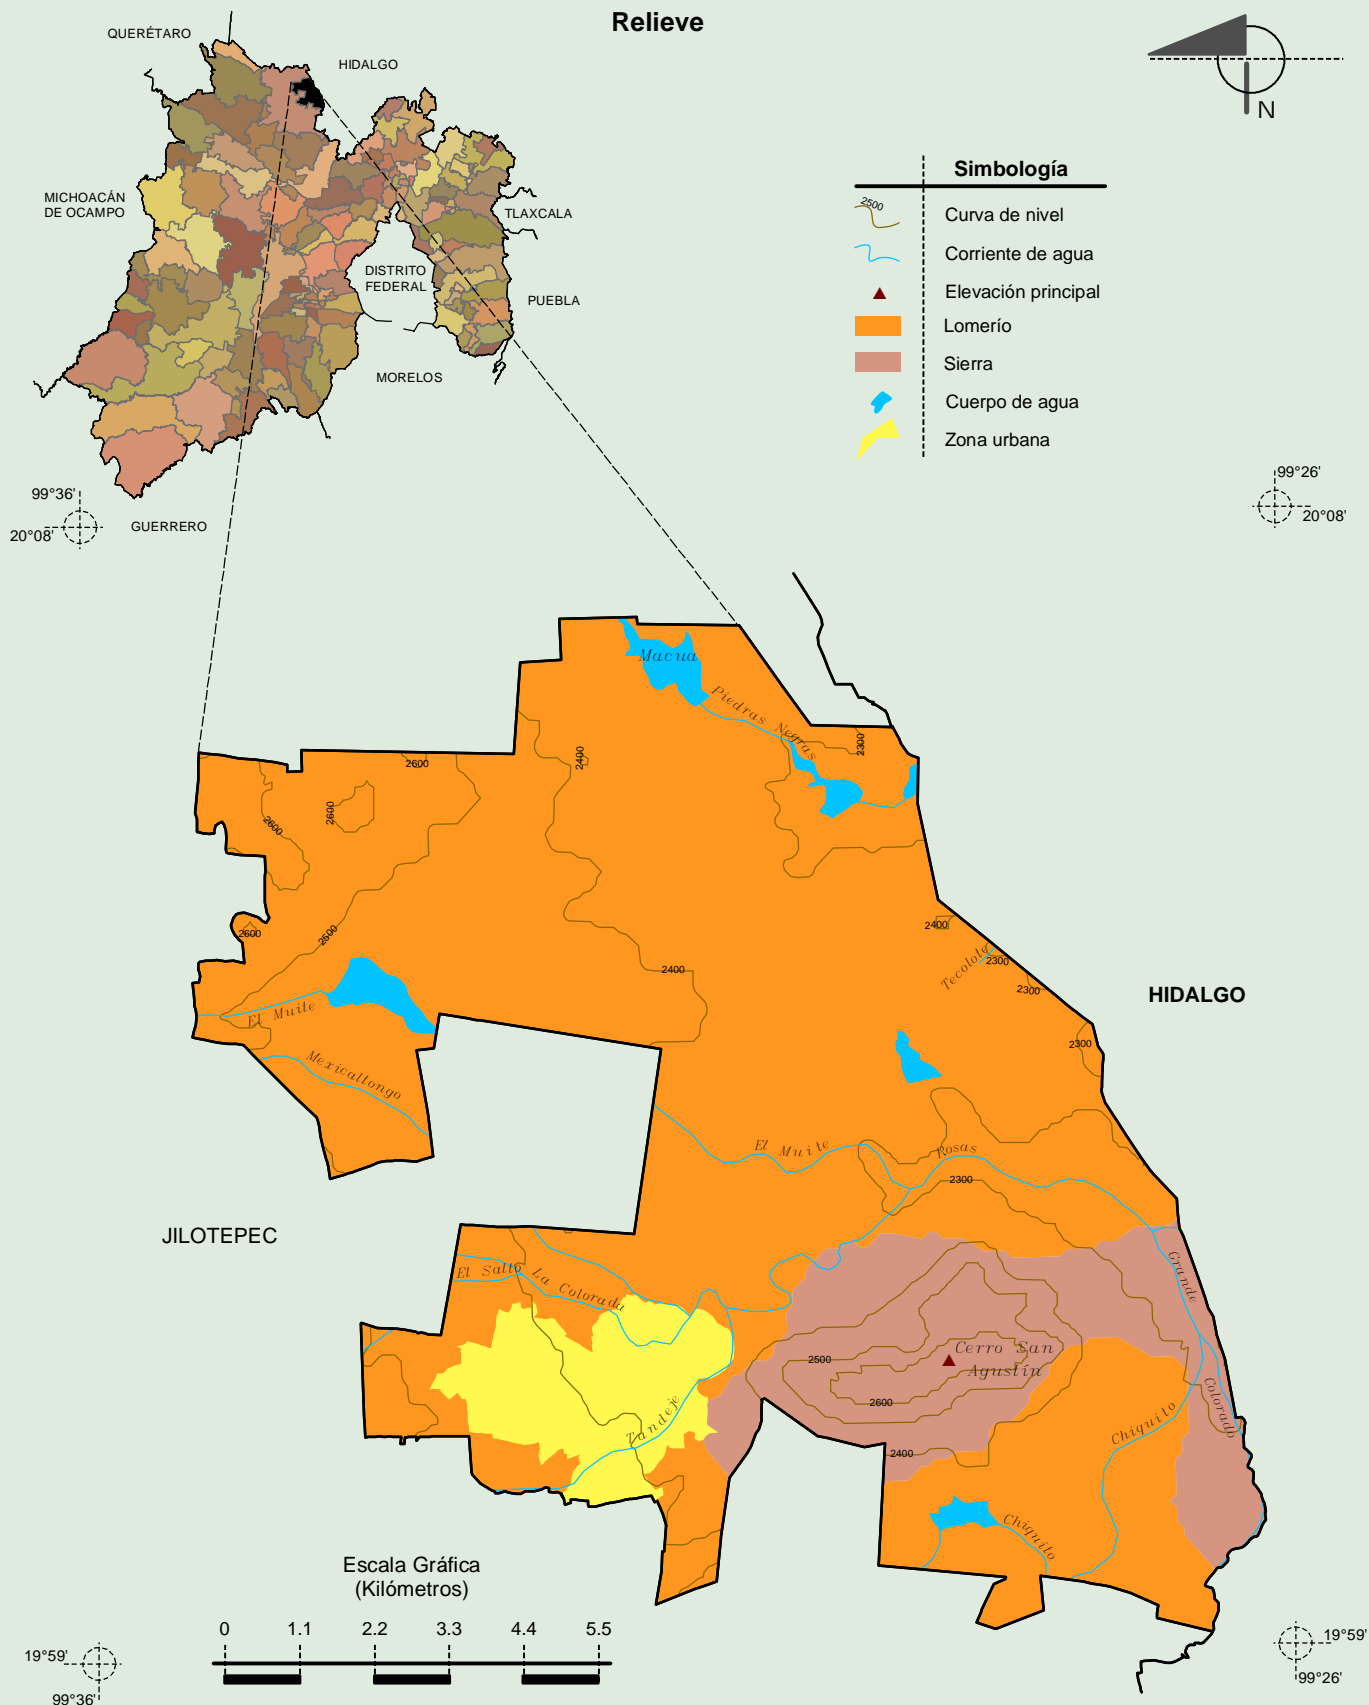 Relieve
QUERÉTARO
HIDALGO
MICHOACÁN
DE OCAMPO
TLAXCALA
DISTRITO
FEDERAL
PUEBLA
MORELOS
GUERRERO
N
Simbología
2500
Curva de nivel
Corriente de agua
Elevación principal
Lomerío
Sierra
Cuerpo de agua
Zona urbana
99°36'
20°08'
99°26'
20°08'
Macua
Piedras Negras
2300
2400
2600
2600
2600
2600
2500
2400
2400
Tecolote
2300
2300
2300
HIDALGO
El Muite
Mexicaltongo
El Muite
Rosas
2300
JILOTEPEC
El Salto
La Colorada
Grande
2500
Cerro San
Agustín
2600
Tandeje
Chiquito
Colorado
2400
Chiquito
Escala Gráfica
(Kilómetros)
0 1.1 2.2 3.3 4.4 5.5
19°59'
99°36'
19°59'
99°26'